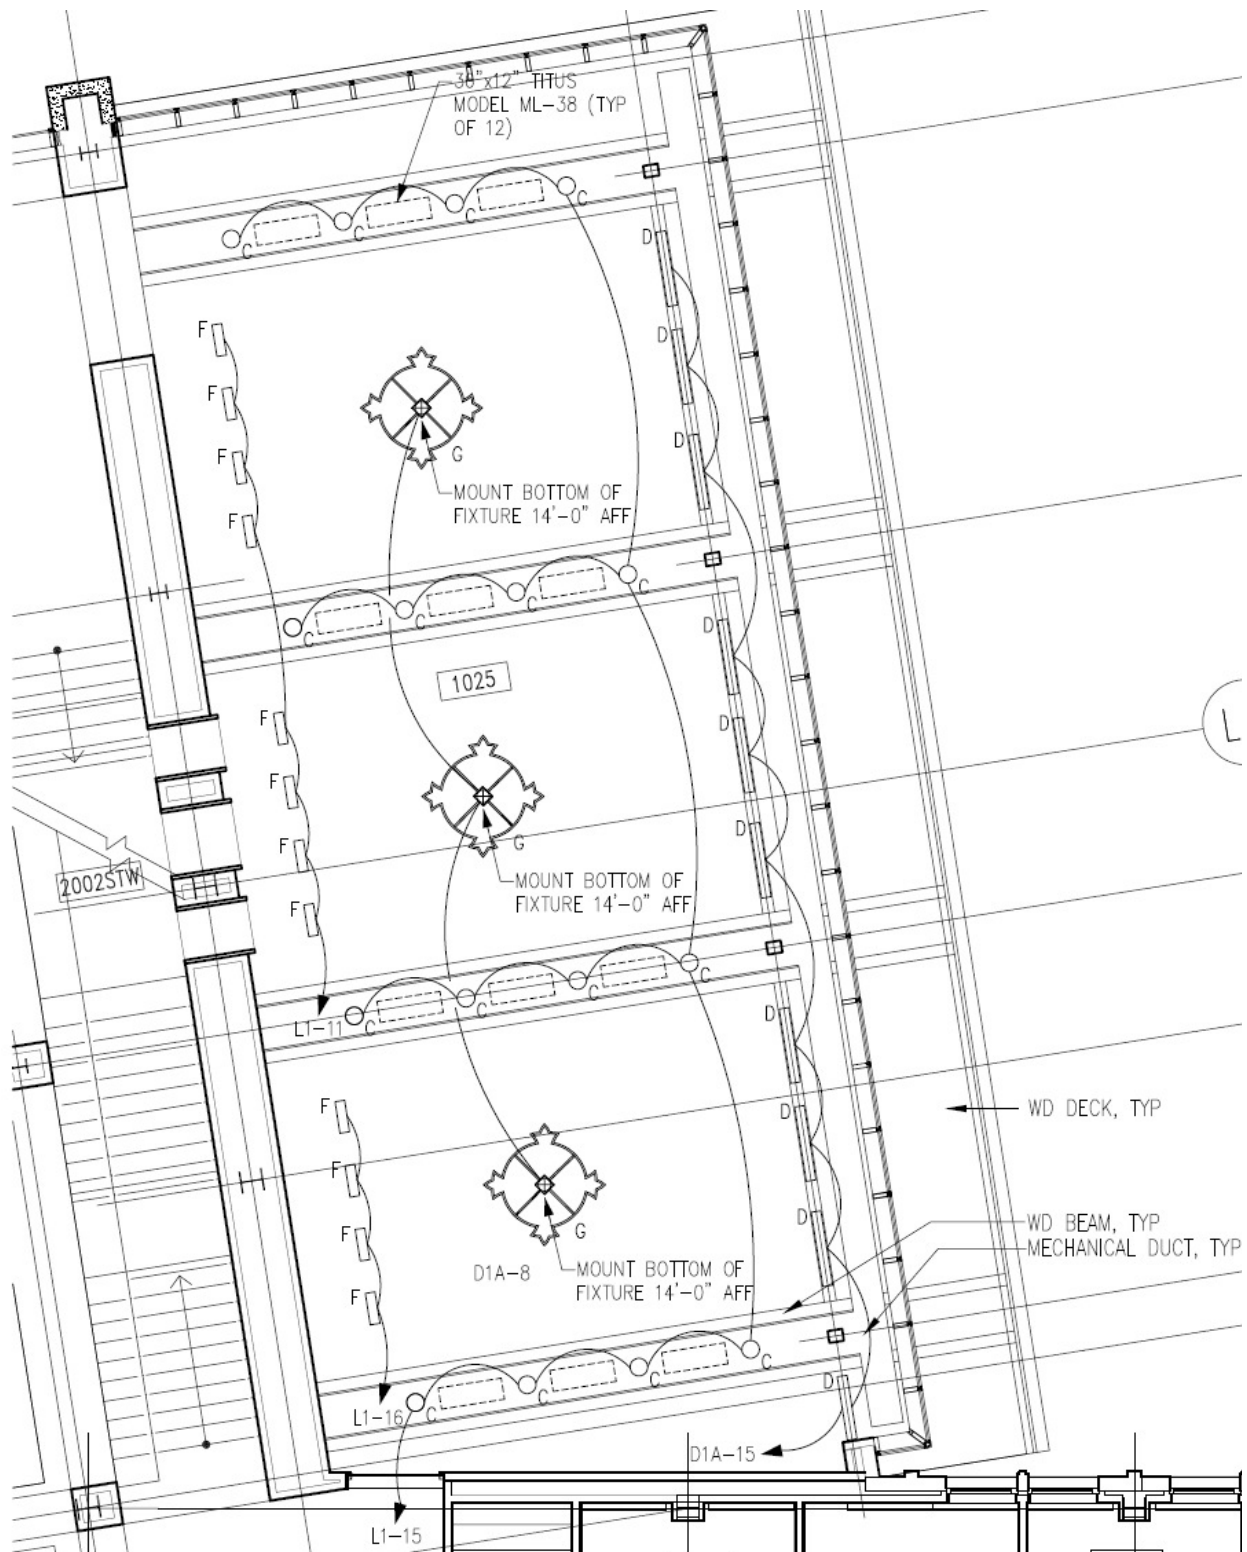 36"x12" TITUS
MODEL ML-38 (TYP
OF 12)
C
C
C
D
F
D
F
D
F
G
MOUNT BOTTOM OF
FIXTURE 14'-0" AFF
F
C
C
C
C
D
1025
F
D
L
F
D
G
F
2002STW
MOUNT BOTTOM OF
FIXTURE 14'-0" AFF
F
C
L1-11
C
C
C
D
F
D
WD DECK, TYP
F
D
WD BEAM, TYP
F
G
MECHANICAL DUCT, TYP
D1A-8
MOUNT BOTTOM OF
FIXTURE 14'-0" AFF
F
C
C
C
D
L1-16
C
D1A-15
L1-15